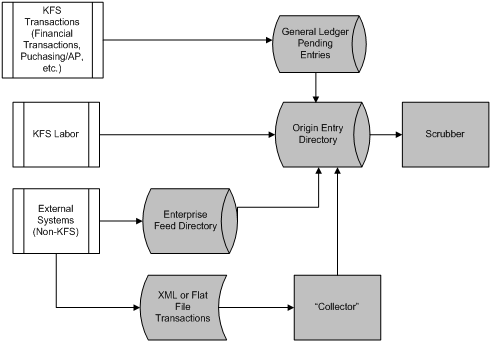 KFS
Transactions
(Financial
Transactions,
Puchasing/AP,
etc.)
General Ledger
Pending
Entries
KFS Labor
Origin Entry
Directory
Scrubber
External
Systems
(Non-KFS)
Enterprise
Feed Directory
XML or Flat
File
Transactions
“Collector”